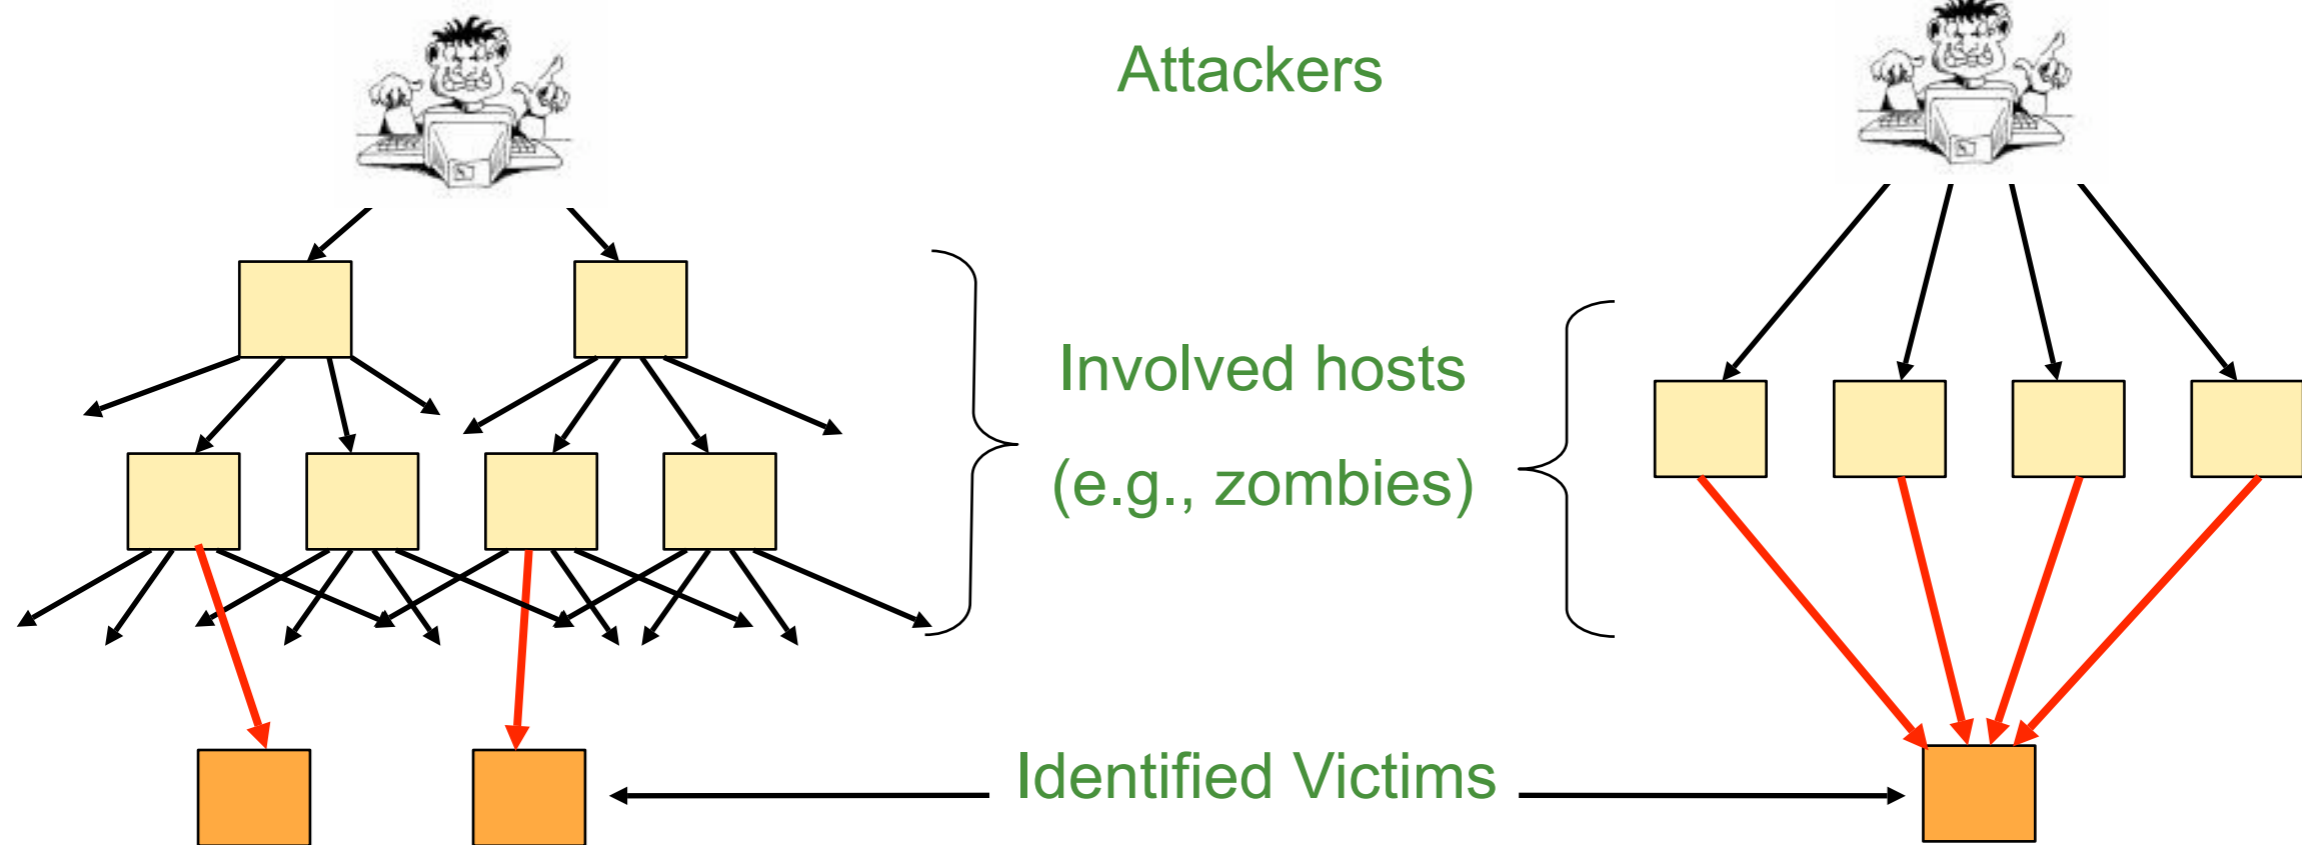 Attackers
Involved hosts
(e.g., zombies)
Identified Victims